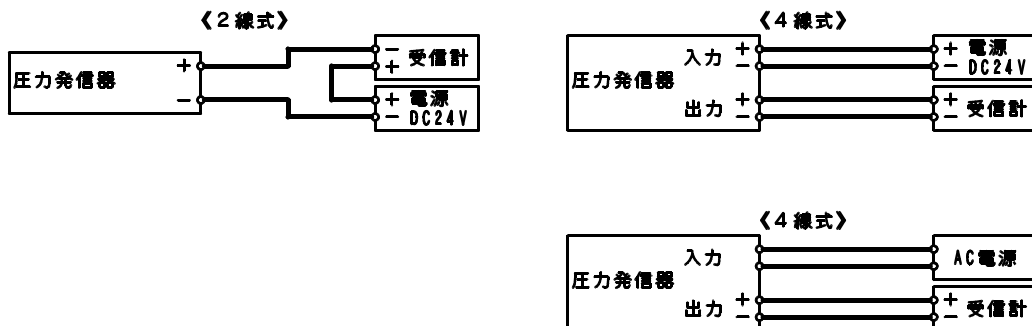 《2線式》
圧力発信器
+
−
− 受信計
+
+ 電源
− DC24V
《4線式》
圧力発信器
入力 +
−
出力 +
−
+ 電源
− DC24V
+ 受信計
−
《4線式》
圧力発信器
入力
出力 +
−
AC電源
+ 受信計
−